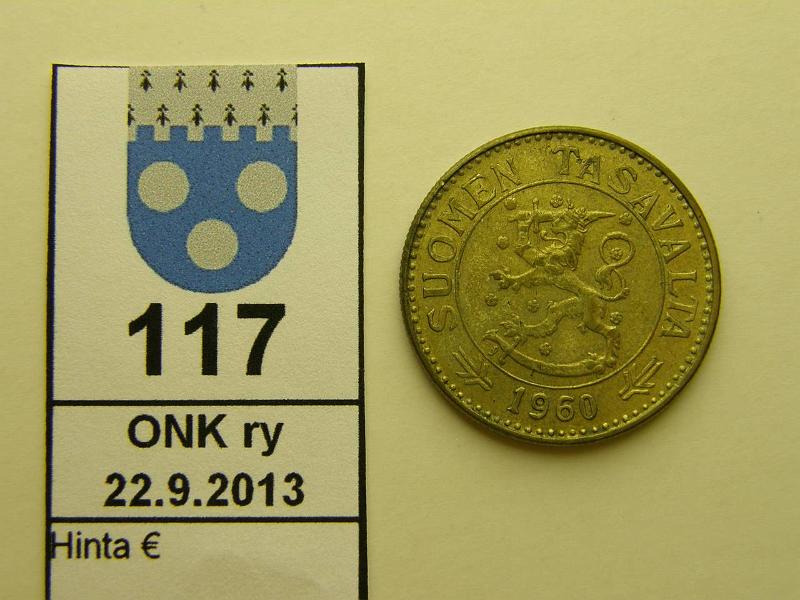 117
ONK ry
22.9.2013
Hinta €
SUOMEN TASAVALTA
1960